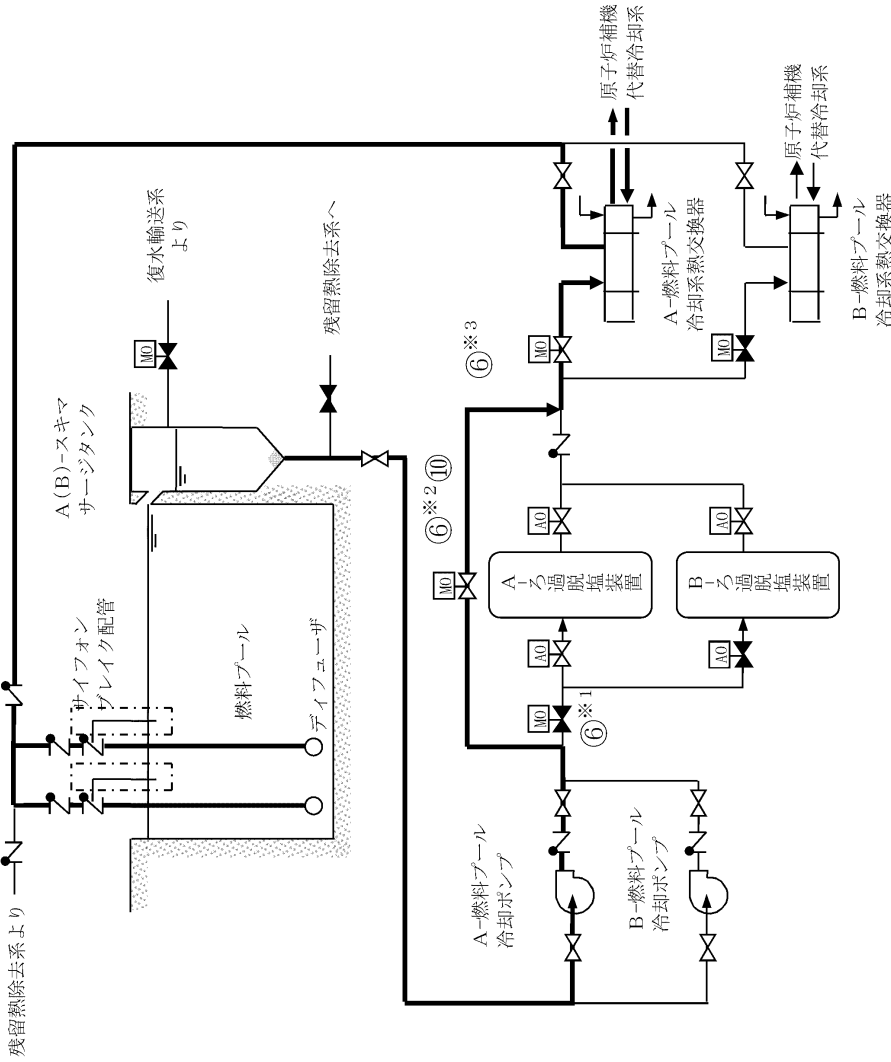 残留熱除去系より
サイフォン
ブレイク配管
燃料プール
ディフューザ
A(B)-スキマ
サージタンク
復水輸送系
より
MO
残留熱除去系へ
A-燃料プール
冷却ポンプ
B-燃料プール
冷却ポンプ
MO
⑥※1
MO
⑥※2⑩
AO
AO
A-ろ過脱塩装置
AO
AO
B-ろ過脱塩装置
MO
⑥※3
MO
原子炉補機
代替冷却系
A-燃料プール
冷却系熱交換器
原子炉補機
代替冷却系
B-燃料プール
冷却系熱交換器